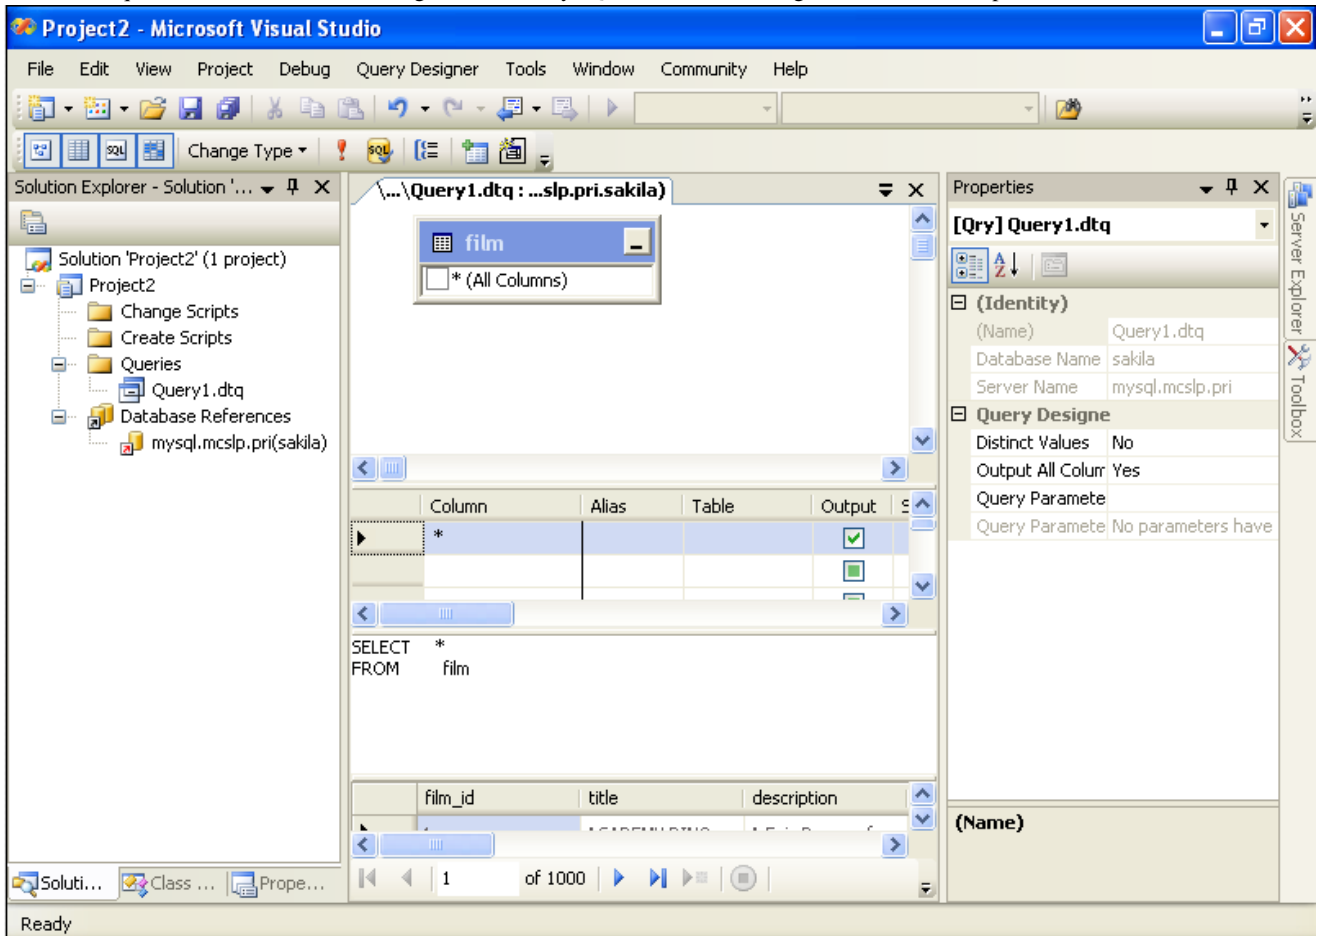 Project2 - Microsoft Visual Studio
File Edit View Project Debug Query Designer Tools Window Community Help
SQL Change Type SQL
Solution Explorer - Solution '...
Solution 'Project2' (1 project)
Project2
Change Scripts
Create Scripts
Queries
Query1.dtq
Database References
mysql.mcslp.pri(sakila)
Soluti... Class ... Prope...
\...\Query1.dtq : ...slp.pri.sakila)
film
* (All Columns)
Column Alias Table Output S
*
SELECT *
FROM film
film_id title description
1 of 1000
Properties
[Qry] Query1.dtq
(Identity)
(Name) Query1.dtq
Database Name sakila
Server Name mysql.mcslp.pri
Query Designe
Distinct Values No
Output All Colum Yes
Query Paramete
Query Paramete No parameters have
(Name)
Server Explorer
Toolbox
Ready